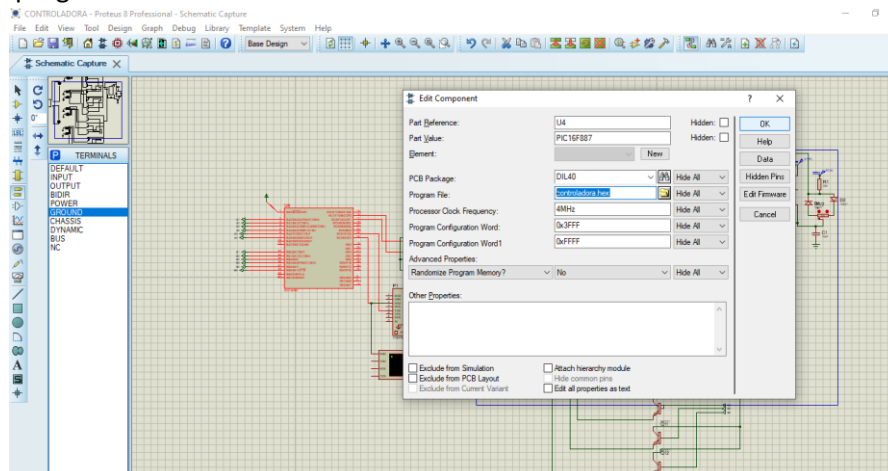 CONTROLADORA - Proteus 8 Professional - Schematic Capture
File Edit View Tool Design Graph Debug Library Template System Help
Base Design
Schematic Capture X
0°
P TERMINALS
DEFAULT
INPUT
OUTPUT
BIDIR
POWER
GROUND
CHASSIS
DYNAMIC
BUS
NC
Edit Component ? X
Part Reference: U4 Hidden:
Part Value: PIC16F887 Hidden:
Element: New
PCB Package: DIL40 Hide All
Program File: controladora.hex Hide All
Processor Clock Frequency: 4MHz Hide All
Program Configuration Word: 0x3FFF Hide All
Program Configuration Word1 0xFFFF Hide All
Advanced Properties:
Randomize Program Memory? No Hide All
Other Properties:
Exclude from Simulation Attach hierarchy module
Exclude from PCB Layout Hide common pins
Exclude from Current Variant Edit all properties as text
OK
Help
Data
Hidden Pins
Edit Firmware
Cancel